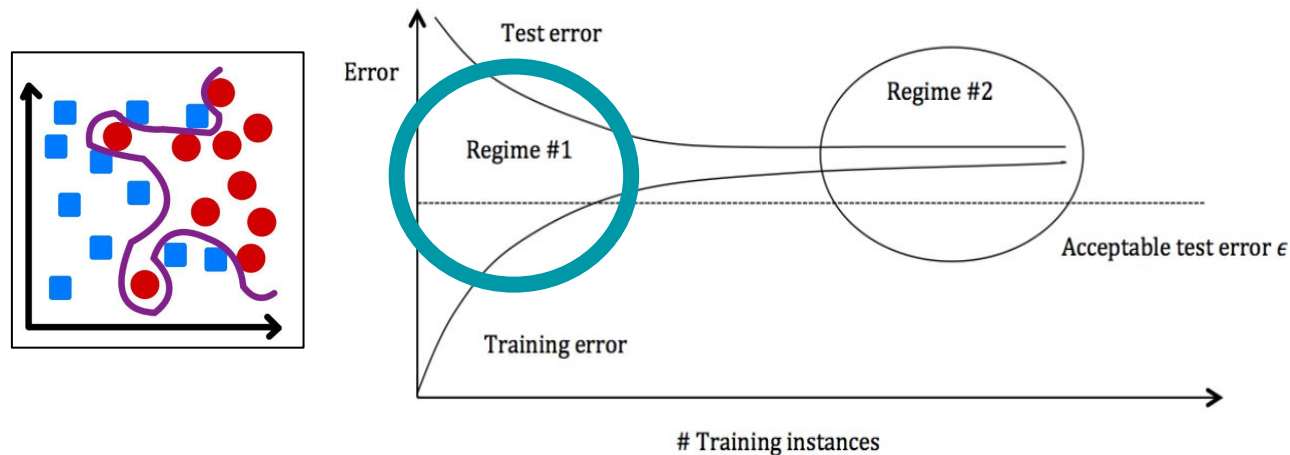 Test error
Error
Regime #2
Regime #1
Acceptable test error ϵ
Training error
# Training instances